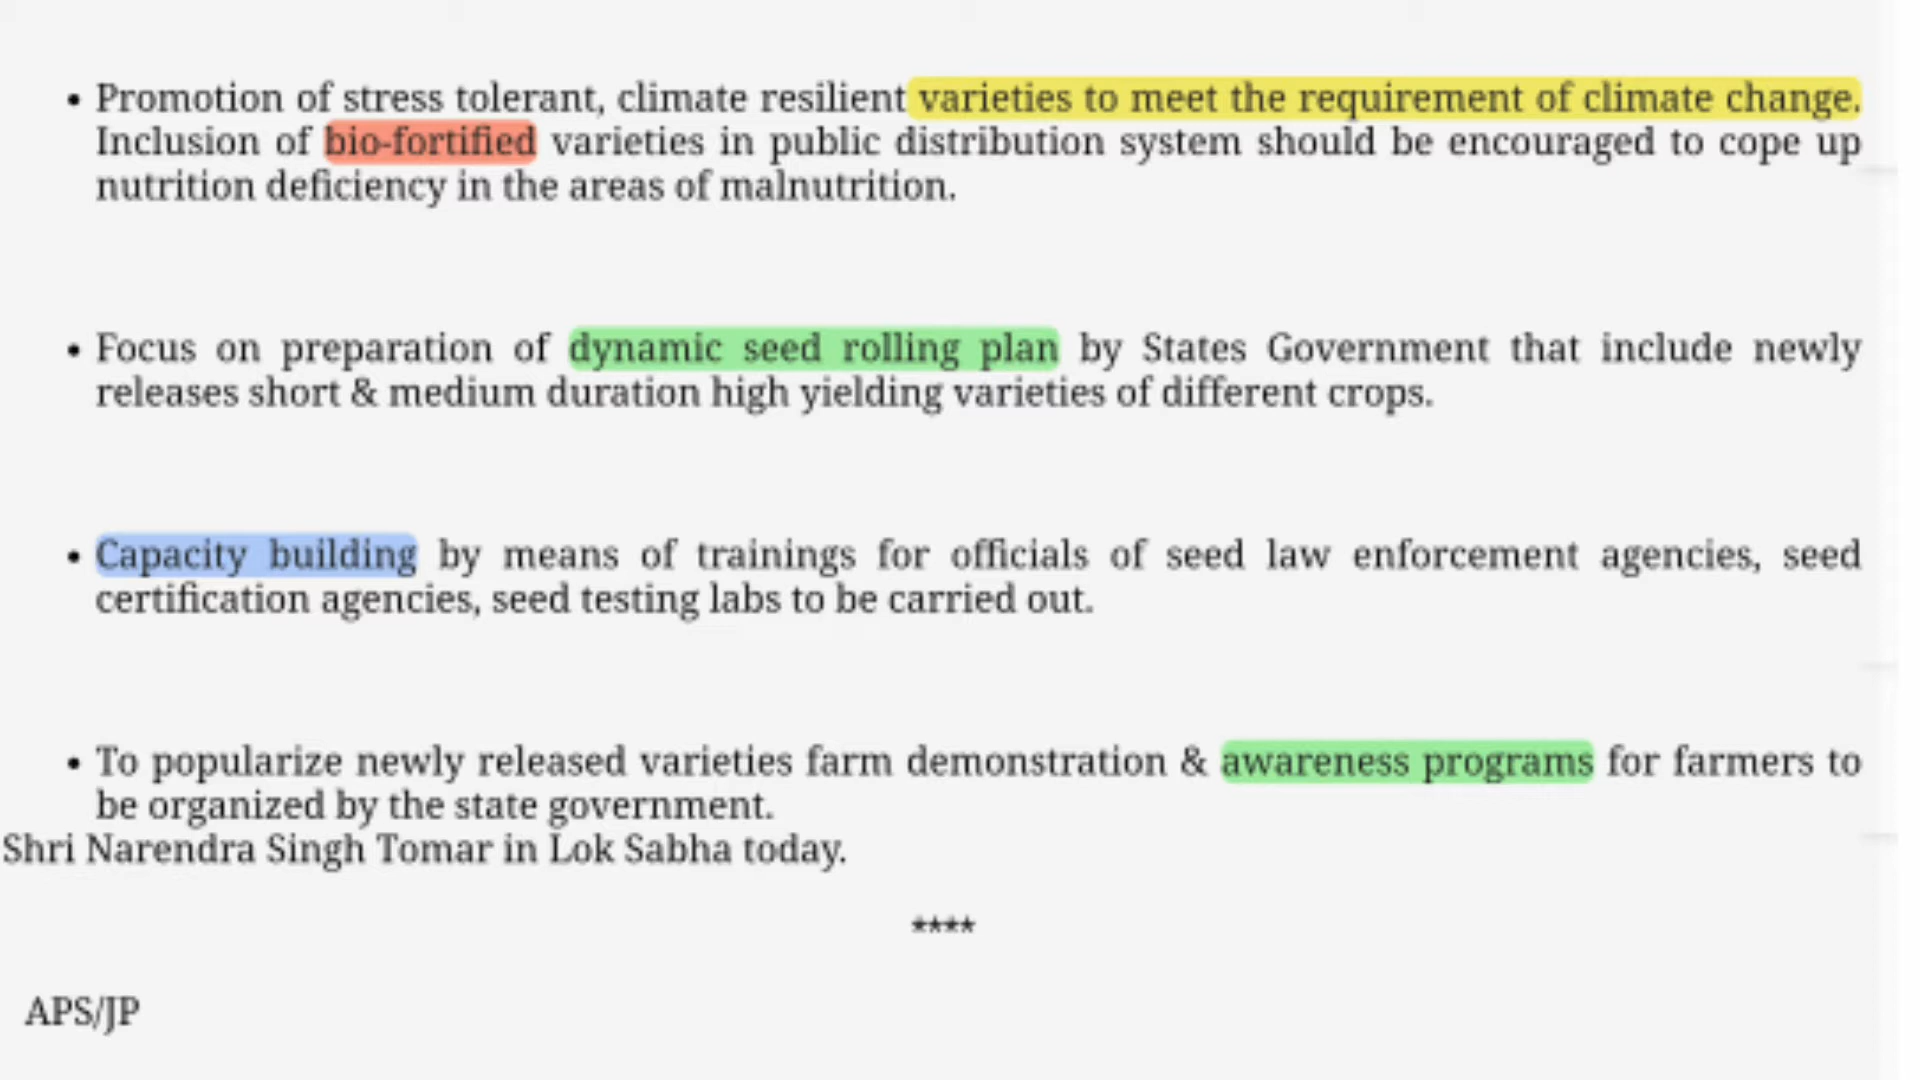 • Promotion of stress tolerant, climate resilient varieties to meet the requirement of climate change.
Inclusion of bio-fortified varieties in public distribution system should be encouraged to cope up
nutrition deficiency in the areas of malnutrition.
• Focus on preparation of dynamic seed rolling plan by States Government that include newly
releases short & medium duration high yielding varieties of different crops.
• Capacity building by means of trainings for officials of seed law enforcement agencies, seed
certification agencies, seed testing labs to be carried out.
• To popularize newly released varieties farm demonstration & awareness programs for farmers to
be organized by the state government.
Shri Narendra Singh Tomar in Lok Sabha today.
****
APS/JP